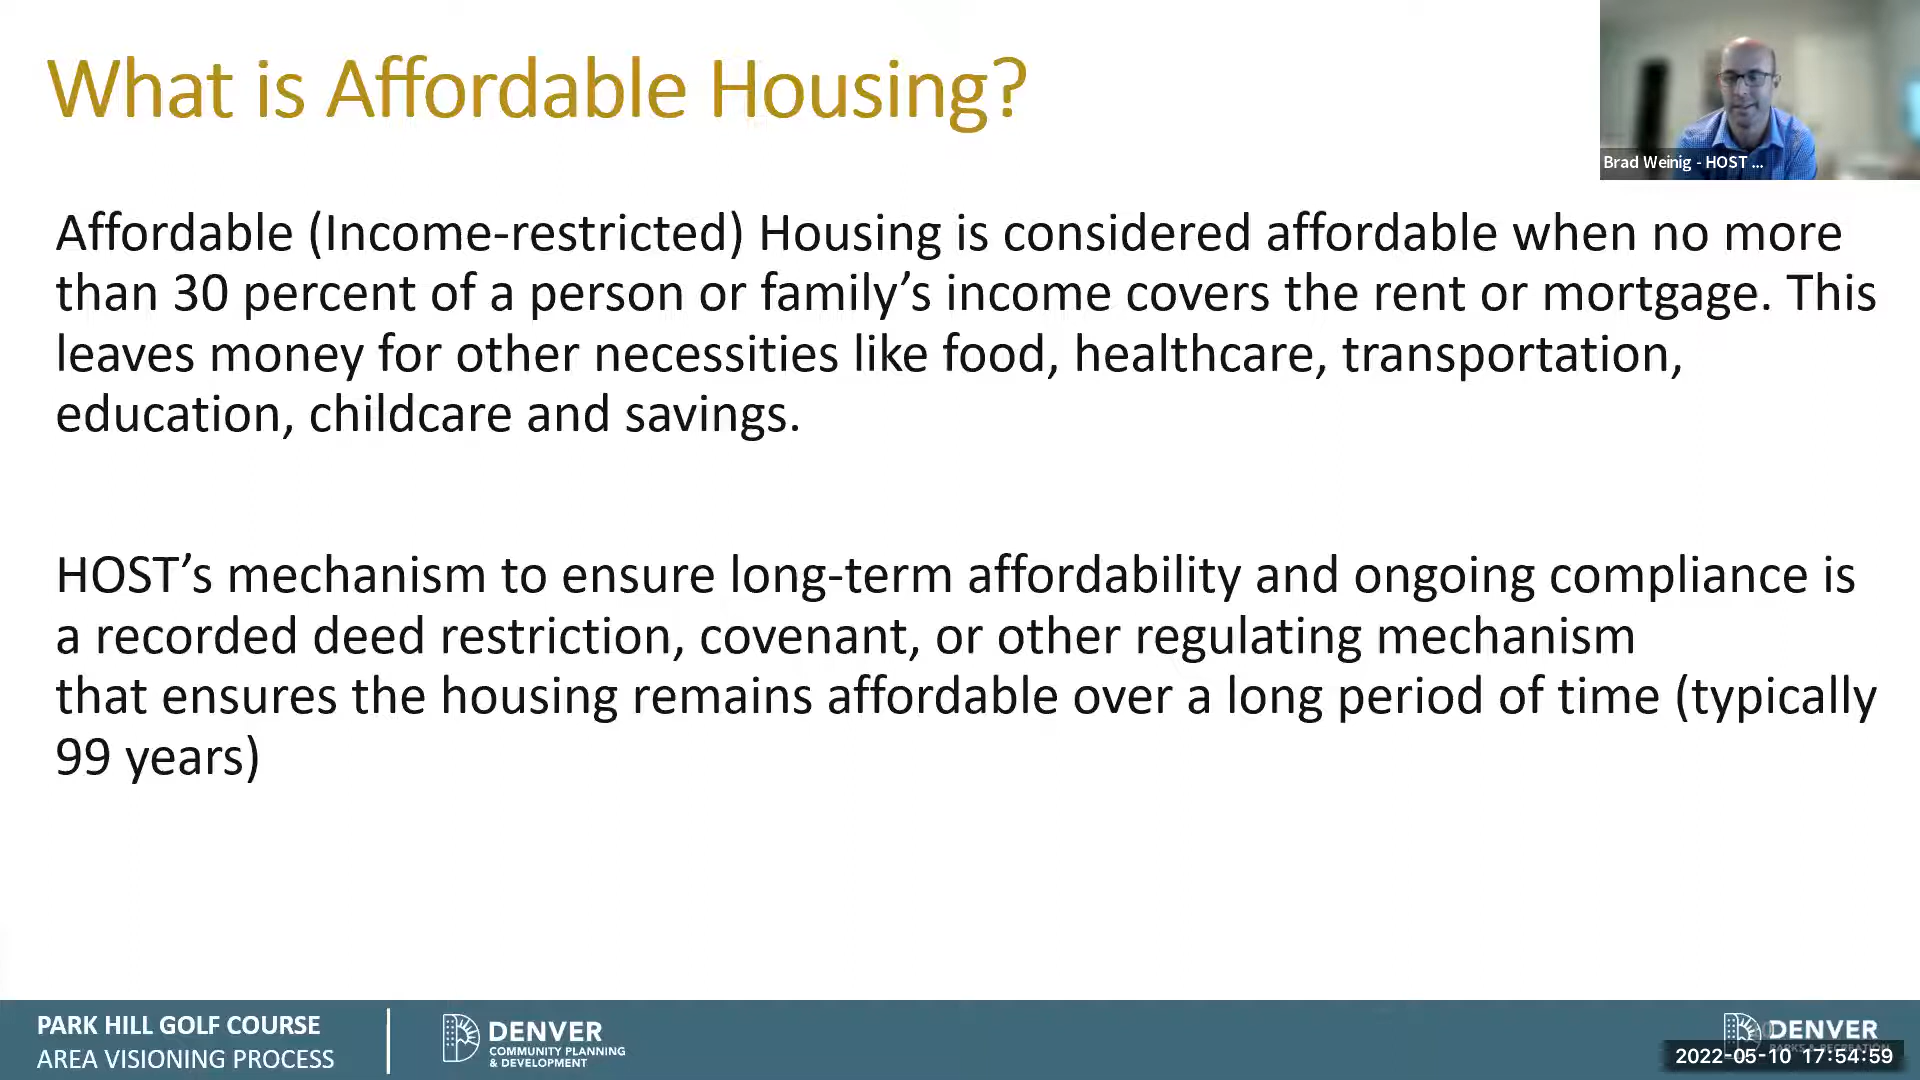 What is Affordable Housing?
Brad Weinig - HOST ...
Affordable (Income-restricted) Housing is considered affordable when no more
than 30 percent of a person or family’s income covers the rent or mortgage. This
leaves money for other necessities like food, healthcare, transportation,
education, childcare and savings.
HOST’s mechanism to ensure long-term affordability and ongoing compliance is
a recorded deed restriction, covenant, or other regulating mechanism
that ensures the housing remains affordable over a long period of time (typically
99 years)
PARK HILL GOLF COURSE
AREA VISIONING PROCESS
DENVER
COMMUNITY PLANNING
& DEVELOPMENT
DENVER
PARKS & RECREATION
2022-05-10 17:54:59